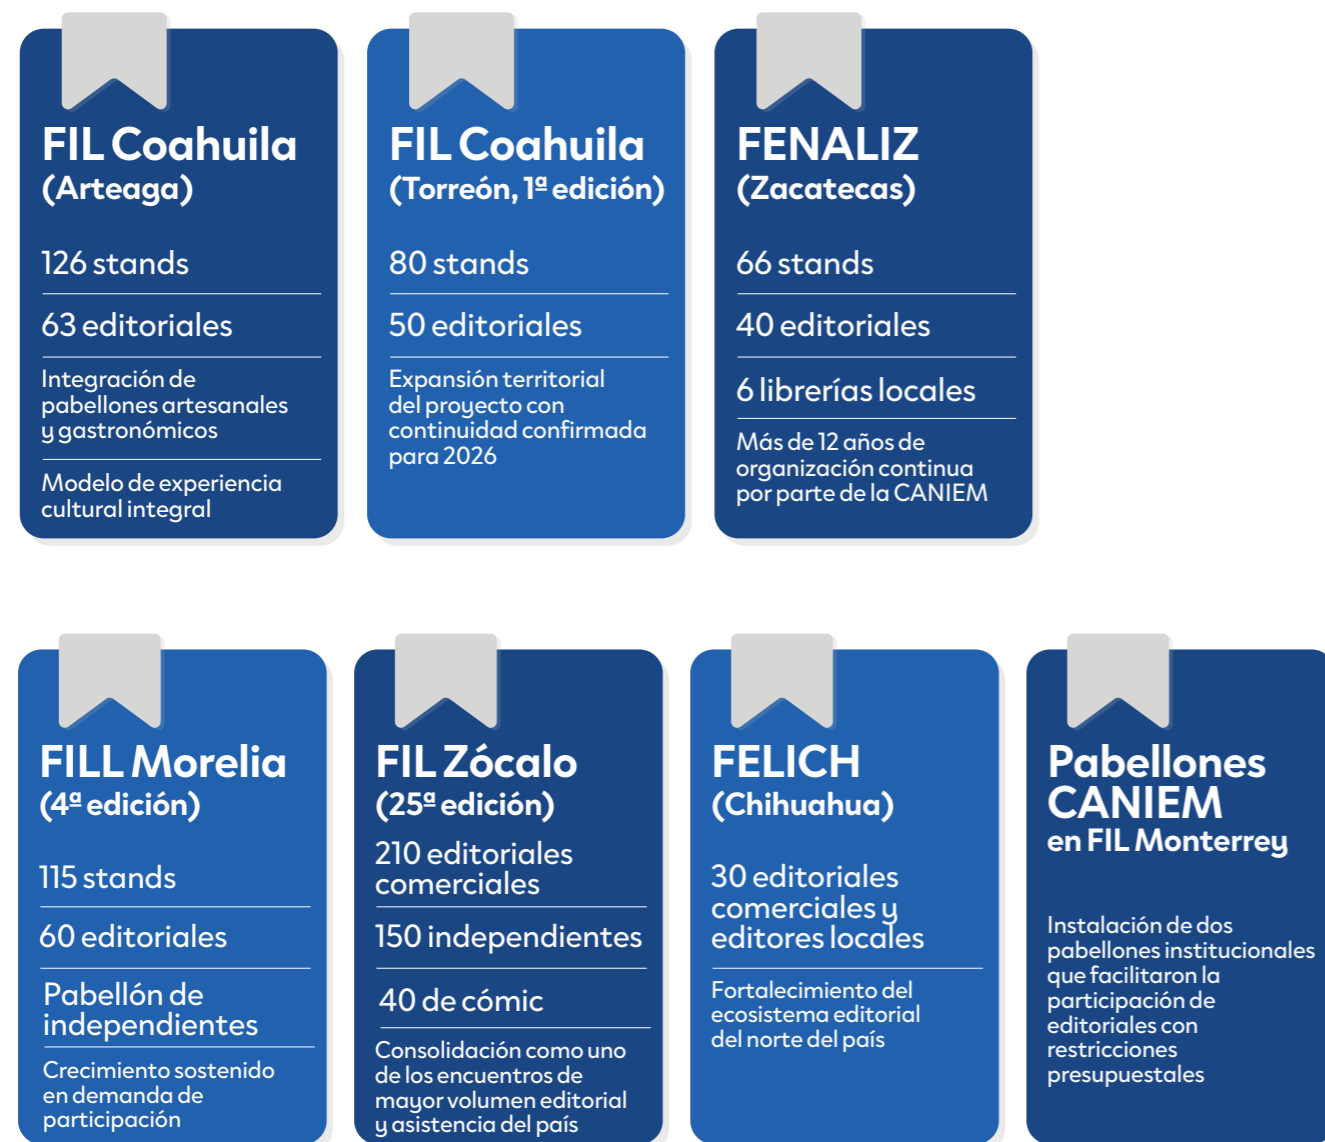 FIL Coahuila
(Arteaga)
126 stands
63 editoriales
Integración de
pabellones artesanales
y gastronómicos
Modelo de experiencia
cultural integral
FIL Coahuila
(Torreón, 1ª edición)
80 stands
50 editoriales
Expansión territorial
del proyecto con
continuidad confirmada
para 2026
FENALIZ
(Zacatecas)
66 stands
40 editoriales
6 librerías locales
Más de 12 años de
organización continua
por parte de la CANIEM
FILL Morelia
(4ª edición)
115 stands
60 editoriales
Pabellón de
independientes
Crecimiento sostenido
en demanda de
participación
FIL Zócalo
(25ª edición)
210 editoriales
comerciales
150 independientes
40 de cómic
Consolidación como uno
de los encuentros de
mayor volumen editorial
y asistencia del país
FELICH
(Chihuahua)
30 editoriales
comerciales y
editores locales
Fortalecimiento del
ecosistema editorial
del norte del país
Pabellones
CANIEM
en FIL Monterrey
Instalación de dos
pabellones institucionales
que facilitaron la
participación de
editoriales con
restricciones
presupuestales